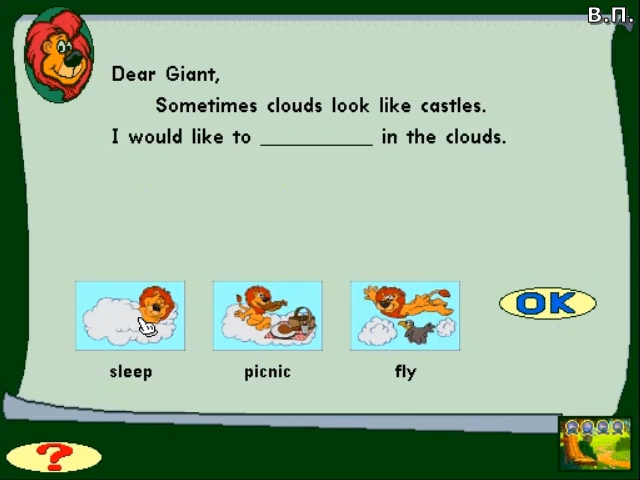 В.П.
Dear Giant,
Sometimes clouds look like castles.
I would like to __________ in the clouds.
sleep
picnic
fly
OK
?